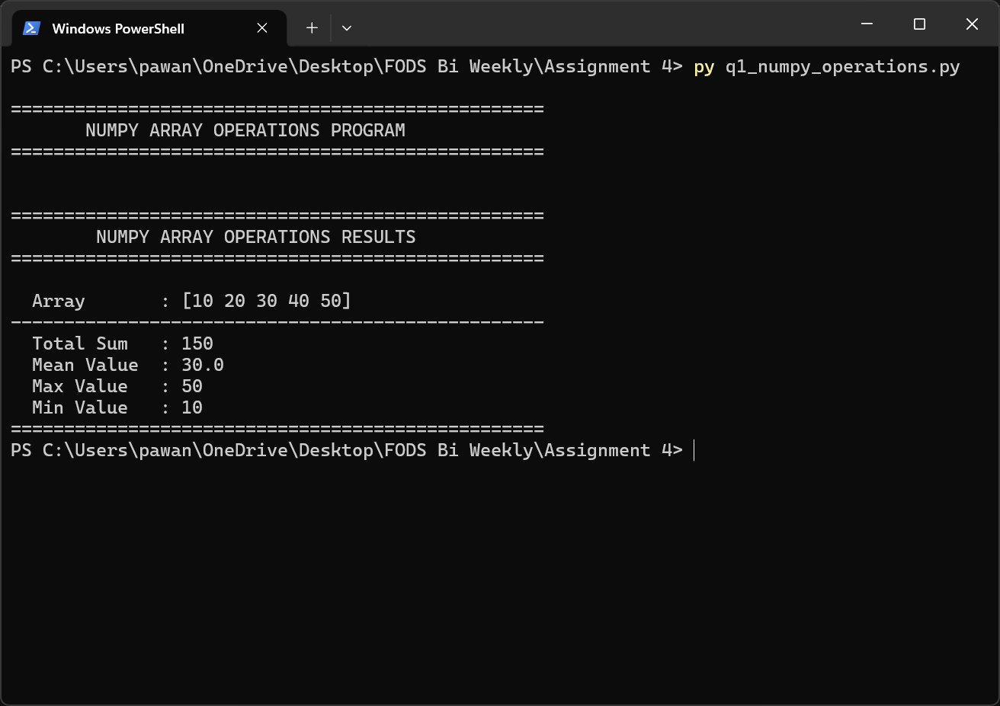 Windows PowerShell
PS C:\Users\pawan\OneDrive\Desktop\FODS Bi Weekly\Assignment 4> py q1_numpy_operations.py
==================================================
NUMPY ARRAY OPERATIONS PROGRAM
==================================================
==================================================
NUMPY ARRAY OPERATIONS RESULTS
==================================================
Array       : [10 20 30 40 50]
--------------------------------------------------
Total Sum   : 150
Mean Value  : 30.0
Max Value   : 50
Min Value   : 10
==================================================
PS C:\Users\pawan\OneDrive\Desktop\FODS Bi Weekly\Assignment 4>